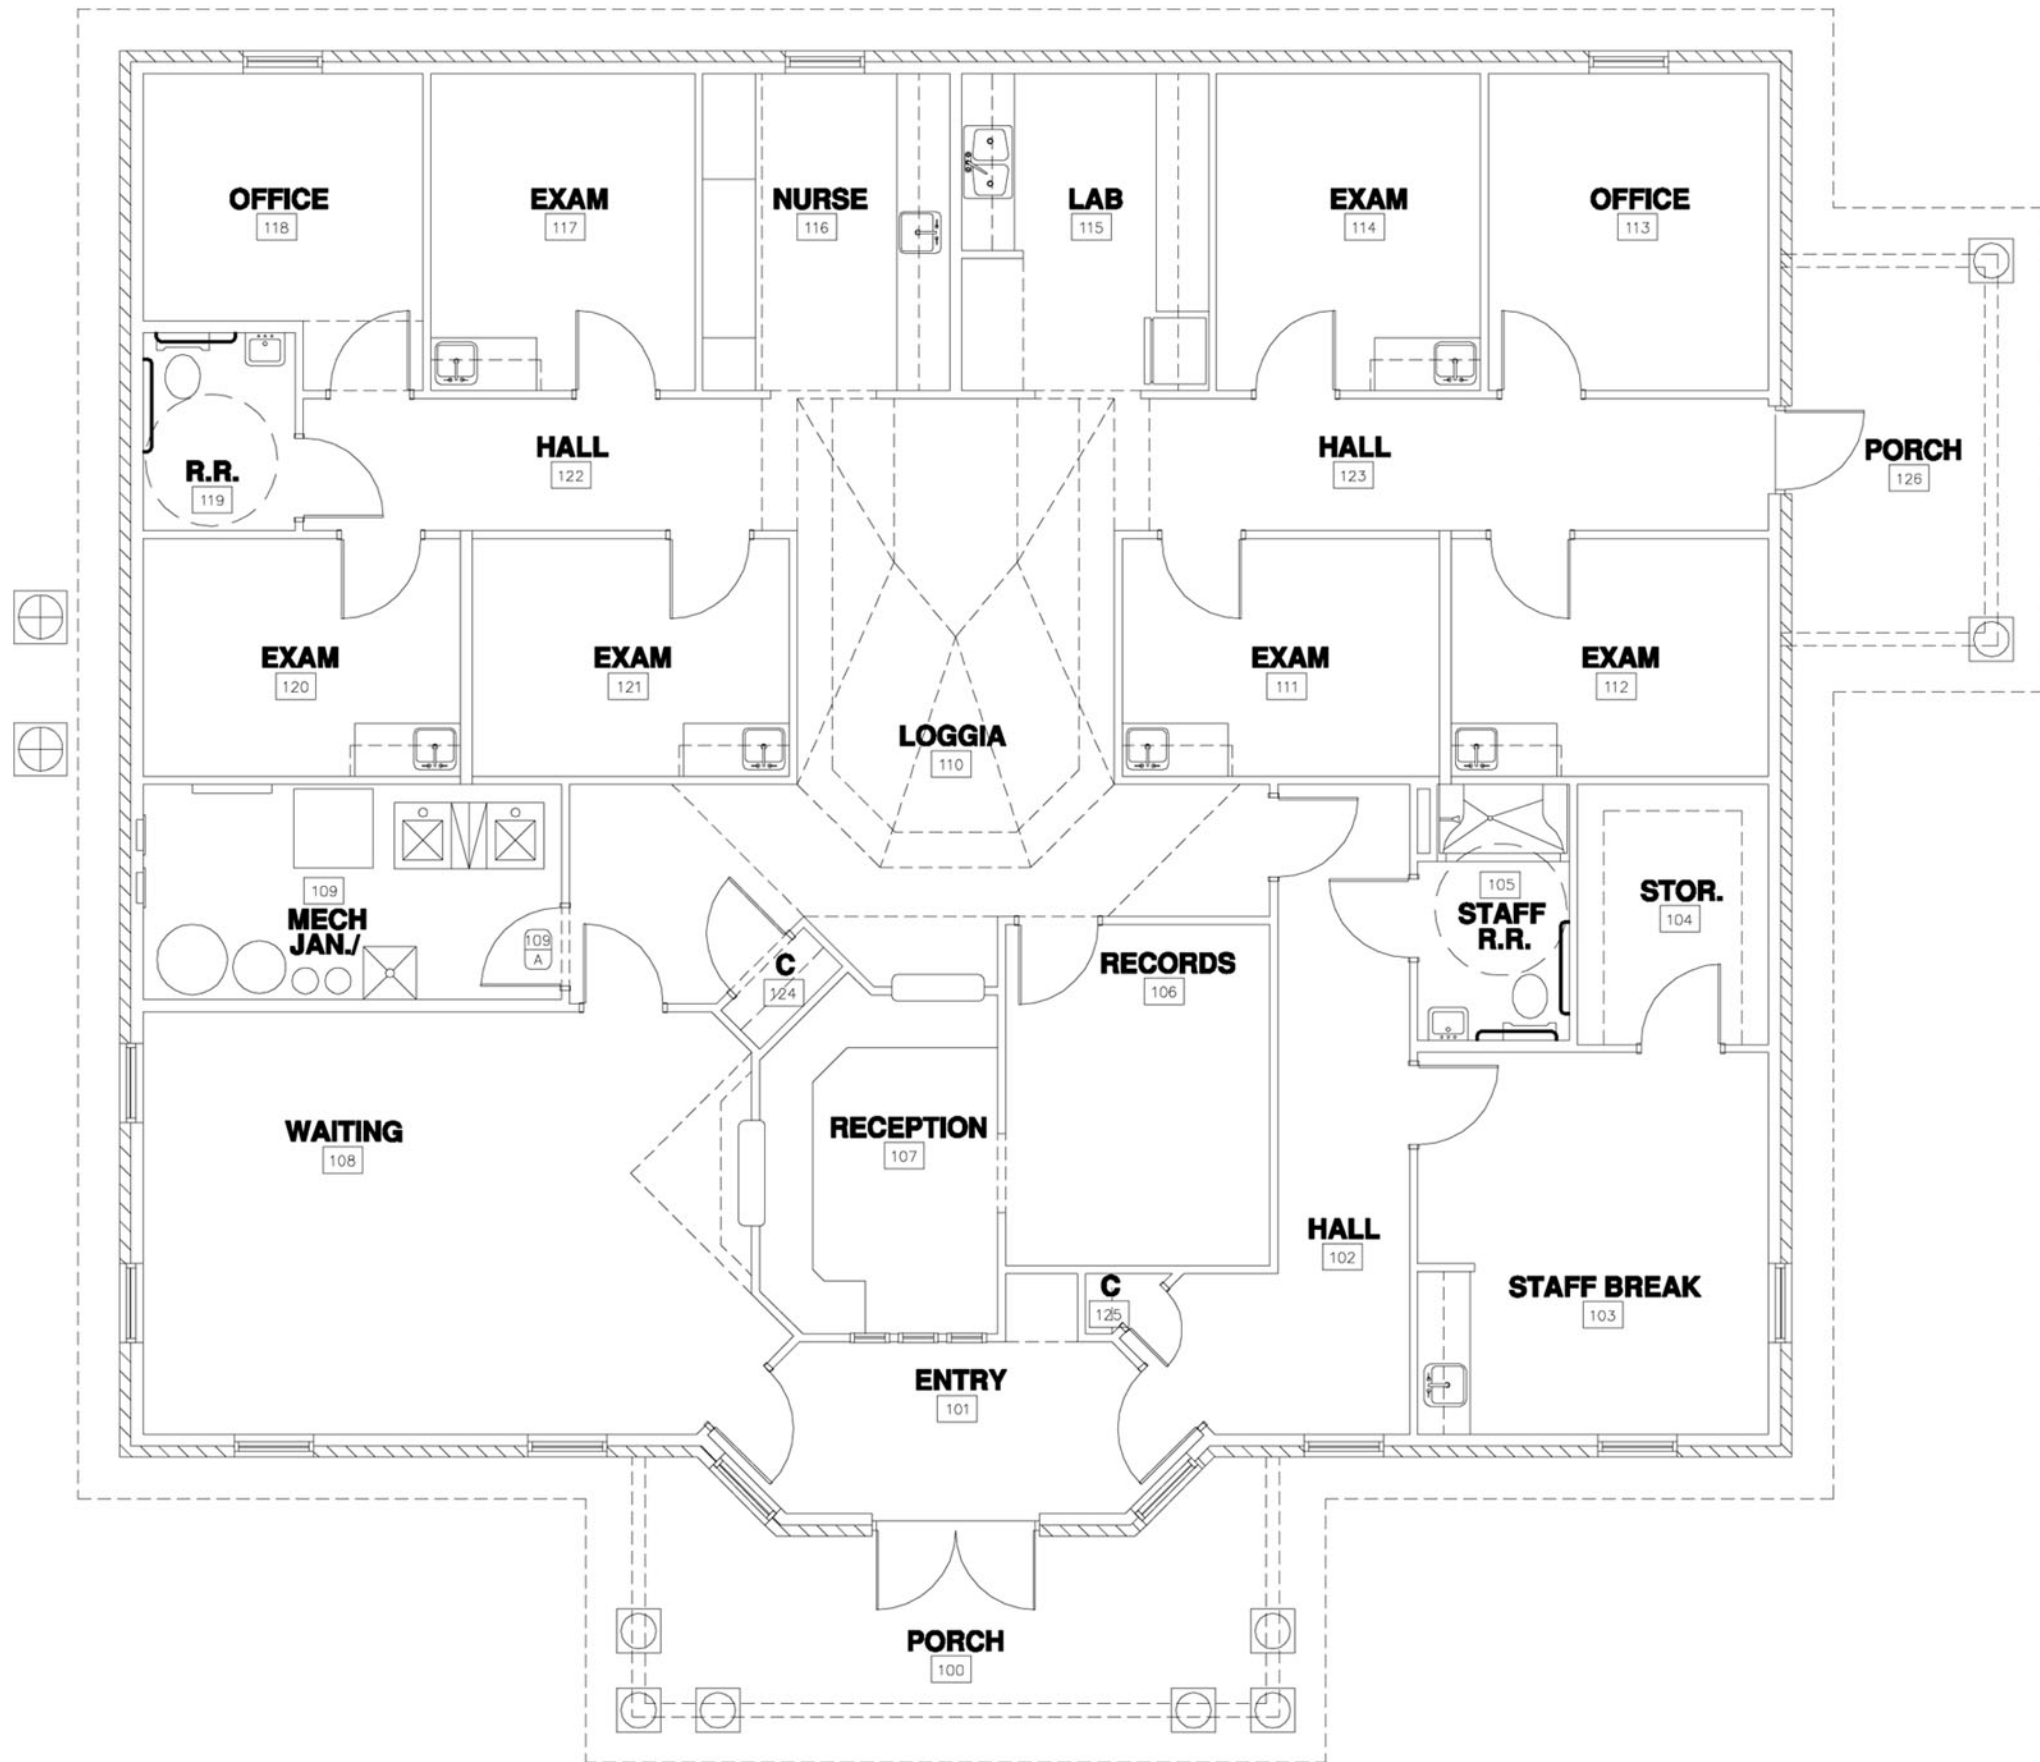 OFFICE
118
EXAM
117
NURSE
116
LAB
115
EXAM
114
OFFICE
113
R.R.
119
HALL
122
HALL
123
PORCH
126
EXAM
120
EXAM
121
LOGGIA
110
EXAM
111
EXAM
112
109
MECH
JAN./
109
A
C
124
RECORDS
106
105
STAFF
R.R.
STOR.
104
WAITING
108
RECEPTION
107
HALL
102
C
125
STAFF BREAK
103
ENTRY
101
PORCH
100